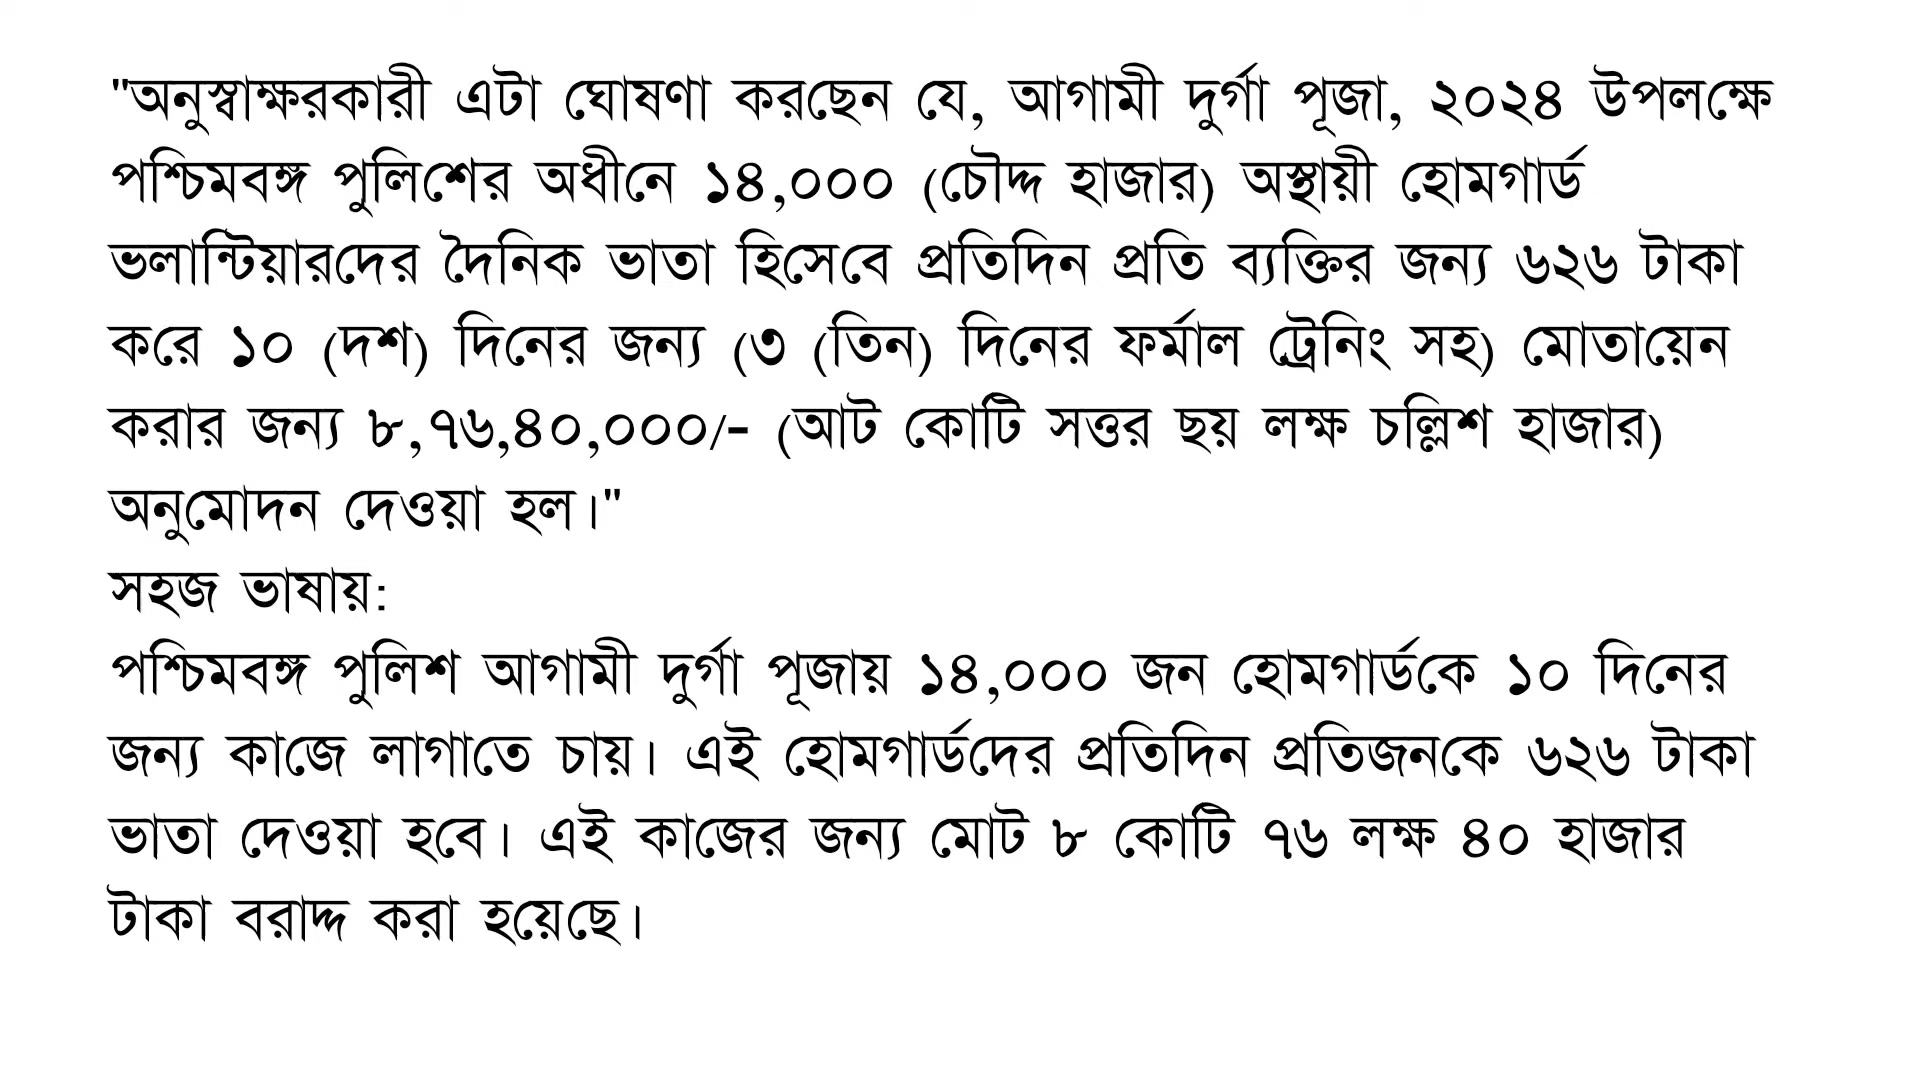 "অনুস্বাক্ষরকারী এটা ঘোষণা করছেন যে, আগামী দুর্গা পূজা, ২০২৪ উপলক্ষে
পশ্চিমবঙ্গ পুলিশের অধীনে ১৪,০০০ (চৌদ্দ হাজার) অস্থায়ী হোমগার্ড
ভলান্টিয়ারদের দৈনিক ভাতা হিসেবে প্রতিদিন প্রতি ব্যক্তির জন্য ৬২৬ টাকা
করে ১০ (দশ) দিনের জন্য (৩ (তিন) দিনের ফর্মাল ট্রেনিং সহ) মোতায়েন
করার জন্য ৮,৭৬,৪০,০০০/- (আট কোটি সত্তর ছয় লক্ষ চল্লিশ হাজার)
অনুমোদন দেওয়া হল।"
সহজ ভাষায়:
পশ্চিমবঙ্গ পুলিশ আগামী দুর্গা পূজায় ১৪,০০০ জন হোমগার্ডকে ১০ দিনের
জন্য কাজে লাগাতে চায়। এই হোমগার্ডদের প্রতিদিন প্রতিজনকে ৬২৬ টাকা
ভাতা দেওয়া হবে। এই কাজের জন্য মোট ৮ কোটি ৭৬ লক্ষ ৪০ হাজার
টাকা বরাদ্দ করা হয়েছে।